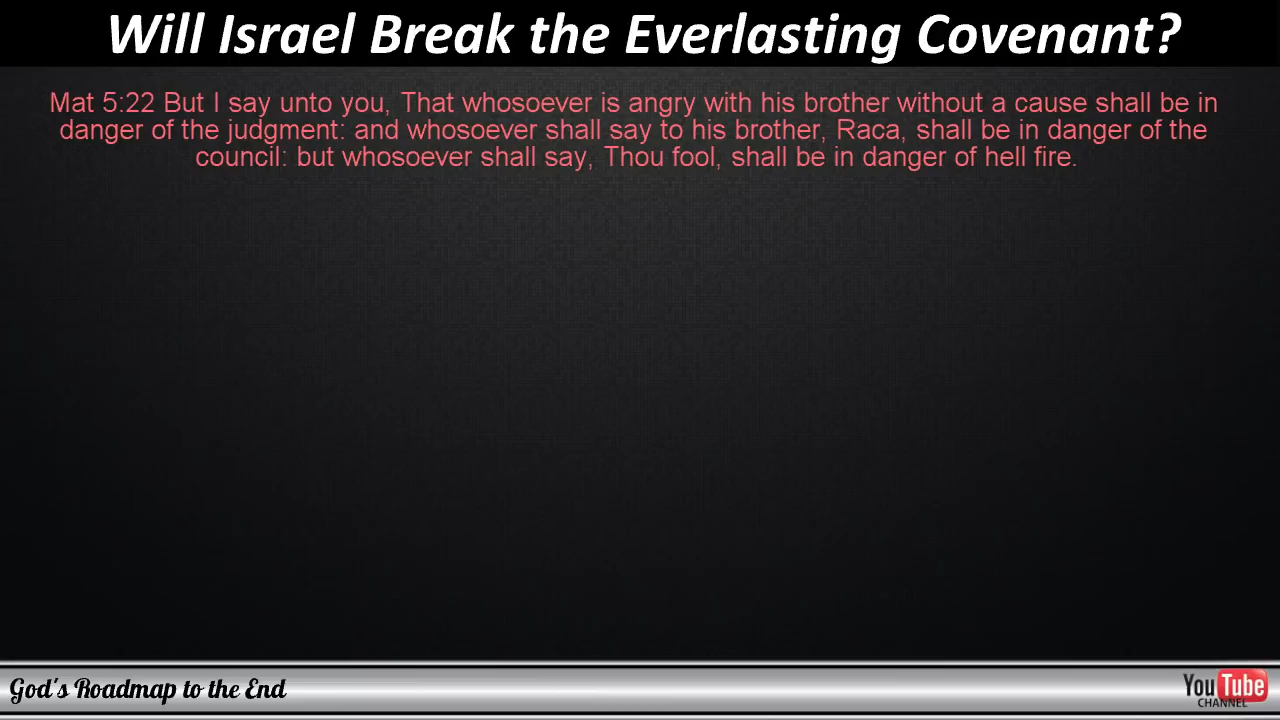 Will Israel Break the Everlasting Covenant?
Mat 5:22 But I say unto you, That whosoever is angry with his brother without a cause shall be in
danger of the judgment: and whosoever shall say to his brother, Raca, shall be in danger of the
council: but whosoever shall say, Thou fool, shall be in danger of hell fire.
God's Roadmap to the End
YouTube
CHANNEL